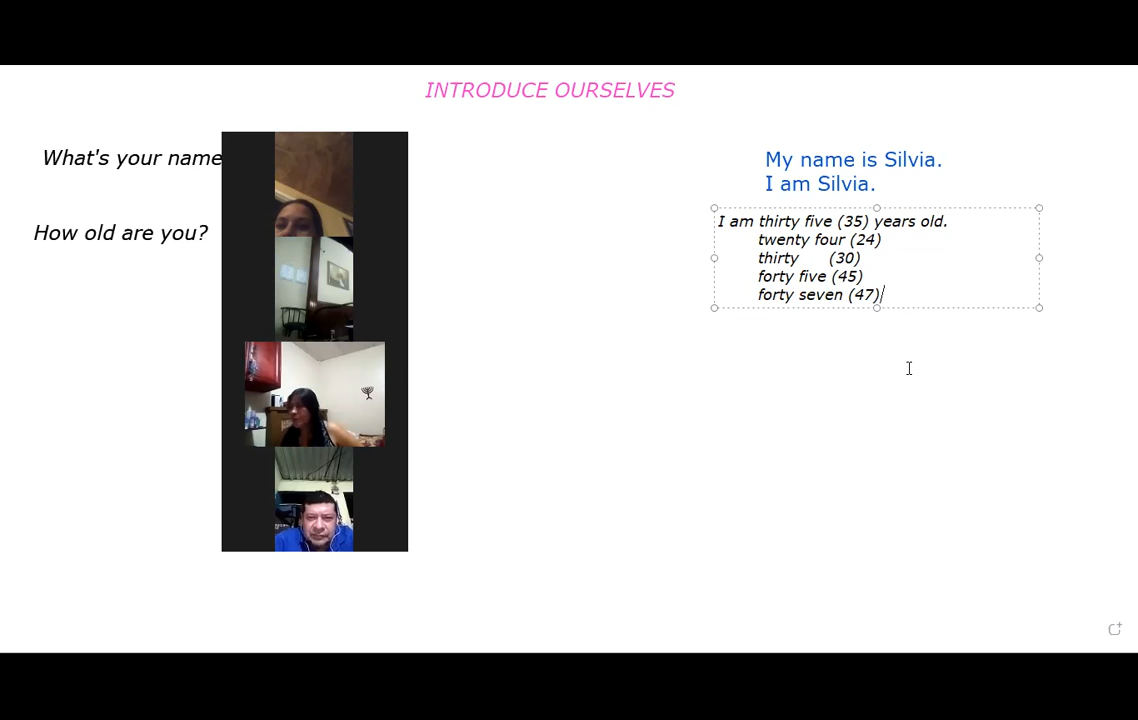 INTRODUCE OURSELVES
What's your name
My name is Silvia.
I am Silvia.
How old are you?
I am thirty five (35) years old.
twenty four (24)
thirty (30)
forty five (45)
forty seven (47)